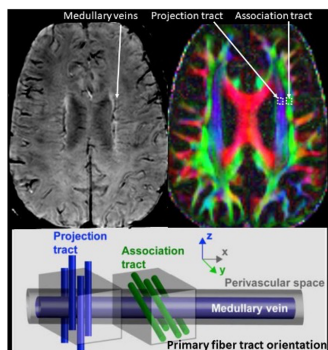 Medullary veins
Projection tract
Association tract
Projection tract
Association tract
z
x
y
Perivascular space
Medullary vein
Primary fiber tract orientation